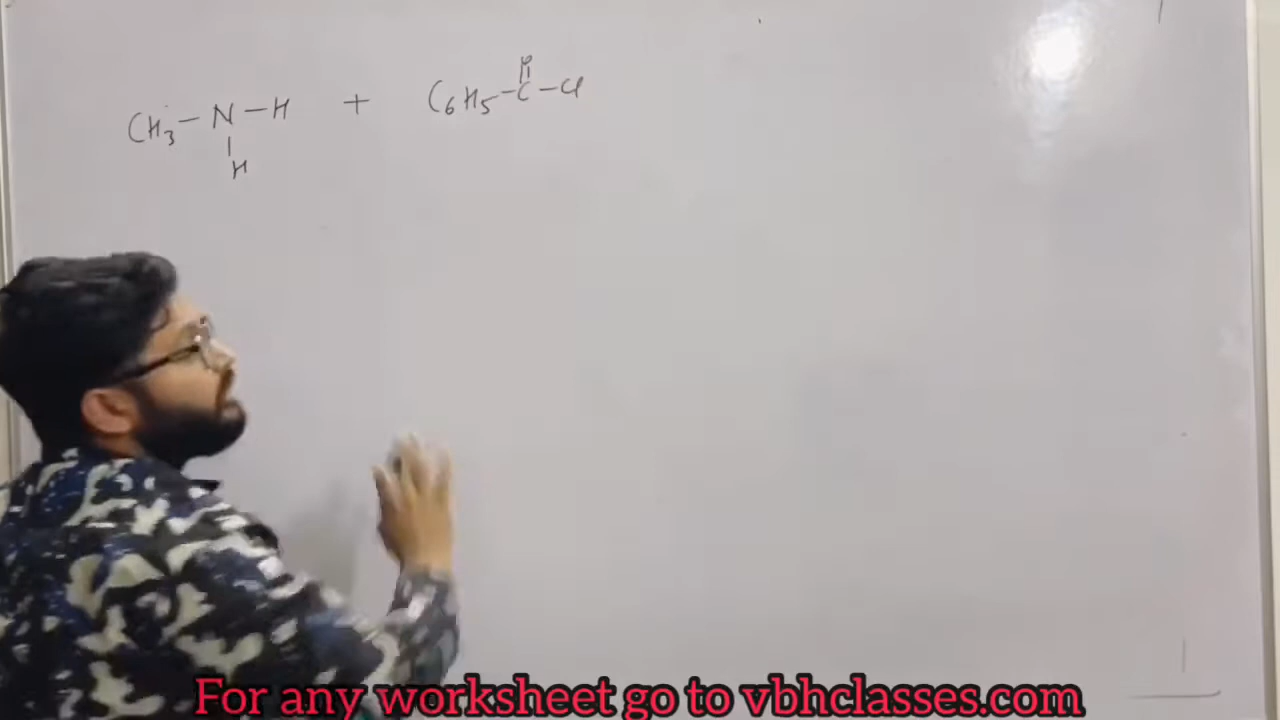 O
CH₃–N–H + C₆H₅–C–Cl
H
For any worksheet go to vbhclasses.com